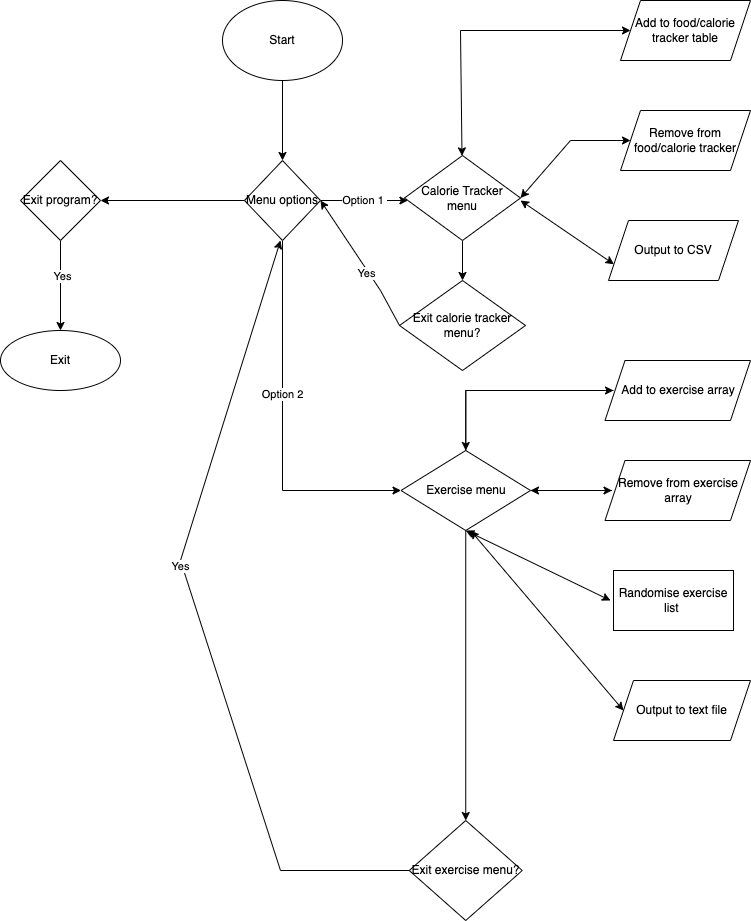 Start
Add to food/calorie
tracker table
Remove from
food/calorie tracker
Exit program?
Menu options
Option 1
Calorie Tracker
menu
Output to CSV
Yes
Yes
Exit calorie tracker
menu?
Exit
Option 2
Add to exercise array
Exercise menu
Remove from exercise
array
Yes
Randomise exercise
list
Output to text file
Exit exercise menu?